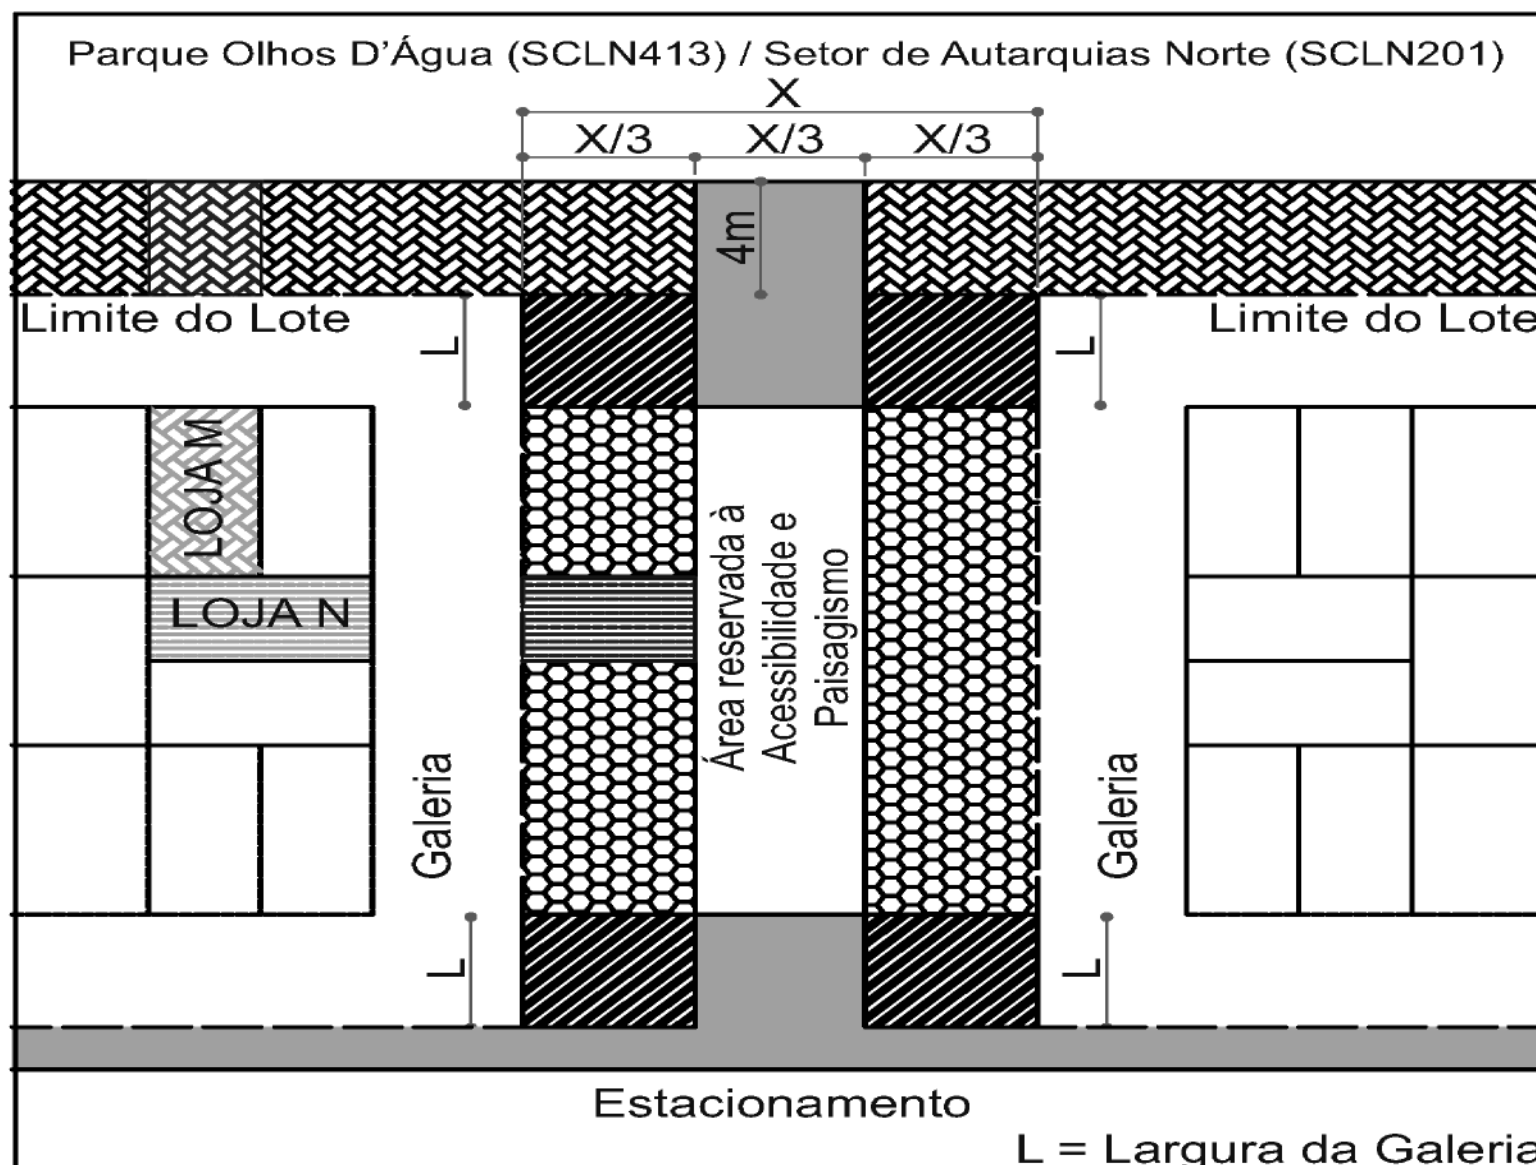 Parque Olhos D'Água (SCLN413) / Setor de Autarquias Norte (SCLN201)
X
X/3 X/3 X/3
4m
Limite do Lote Limite do Lote
L L
LOJA M
LOJA N
Área reservada à
Acessibilidade e
Paisagismo
Galeria Galeria
L L
Estacionamento
L = Largura da Galeria